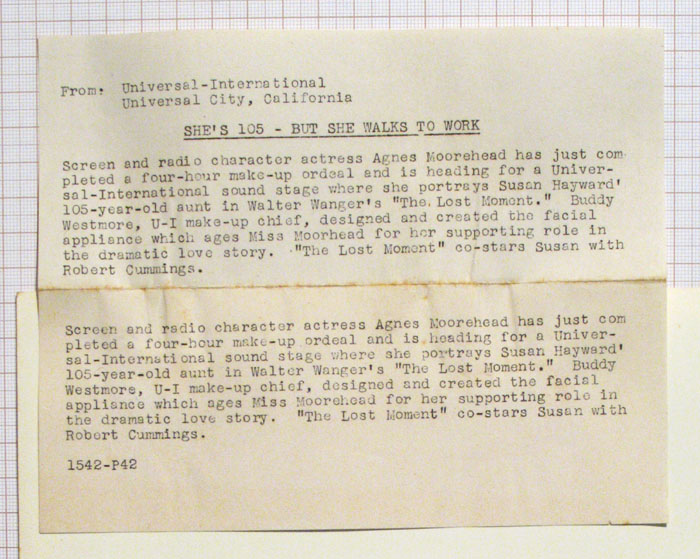 From: Universal-International
Universal City, California
SHE'S 105 - BUT SHE WALKS TO WORK
Screen and radio character actress Agnes Moorehead has just com-
pleted a four-hour make-up ordeal and is heading for a Univer-
sal-International sound stage where she portrays Susan Hayward'
105-year-old aunt in Walter Wanger's "The Lost Moment." Buddy
Westmore, U-I make-up chief, designed and created the facial
appliance which ages Miss Moorhead for her supporting role in
the dramatic love story. "The Lost Moment" co-stars Susan with
Robert Cummings.
Screen and radio character actress Agnes Moorehead has just com
pleted a four-hour make-up ordeal and is heading for a Univer-
sal-International sound stage where she portrays Susan Hayward'
105-year-old aunt in Walter Wanger's "The Lost Moment." Buddy
Westmore, U-I make-up chief, designed and created the facial
appliance which ages Miss Moorehead for her supporting role in
the dramatic love story. "The Lost Moment" co-stars Susan with
Robert Cummings.
1542-P42